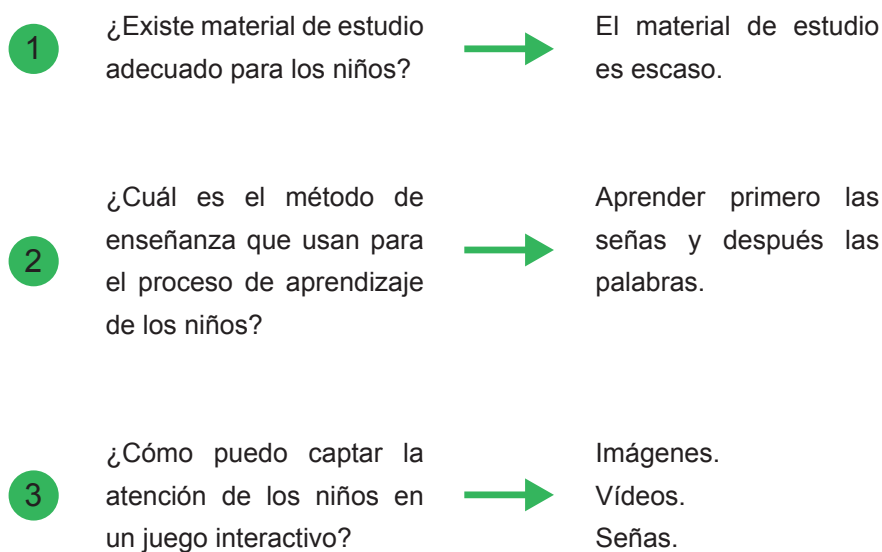 1
¿Existe material de estudio
adecuado para los niños?
El material de estudio
es escaso.
2
¿Cuál es el método de
enseñanza que usan para
el proceso de aprendizaje
de los niños?
Aprender primero las
señas y después las
palabras.
3
¿Cómo puedo captar la
atención de los niños en
un juego interactivo?
Imágenes.
Vídeos.
Señas.